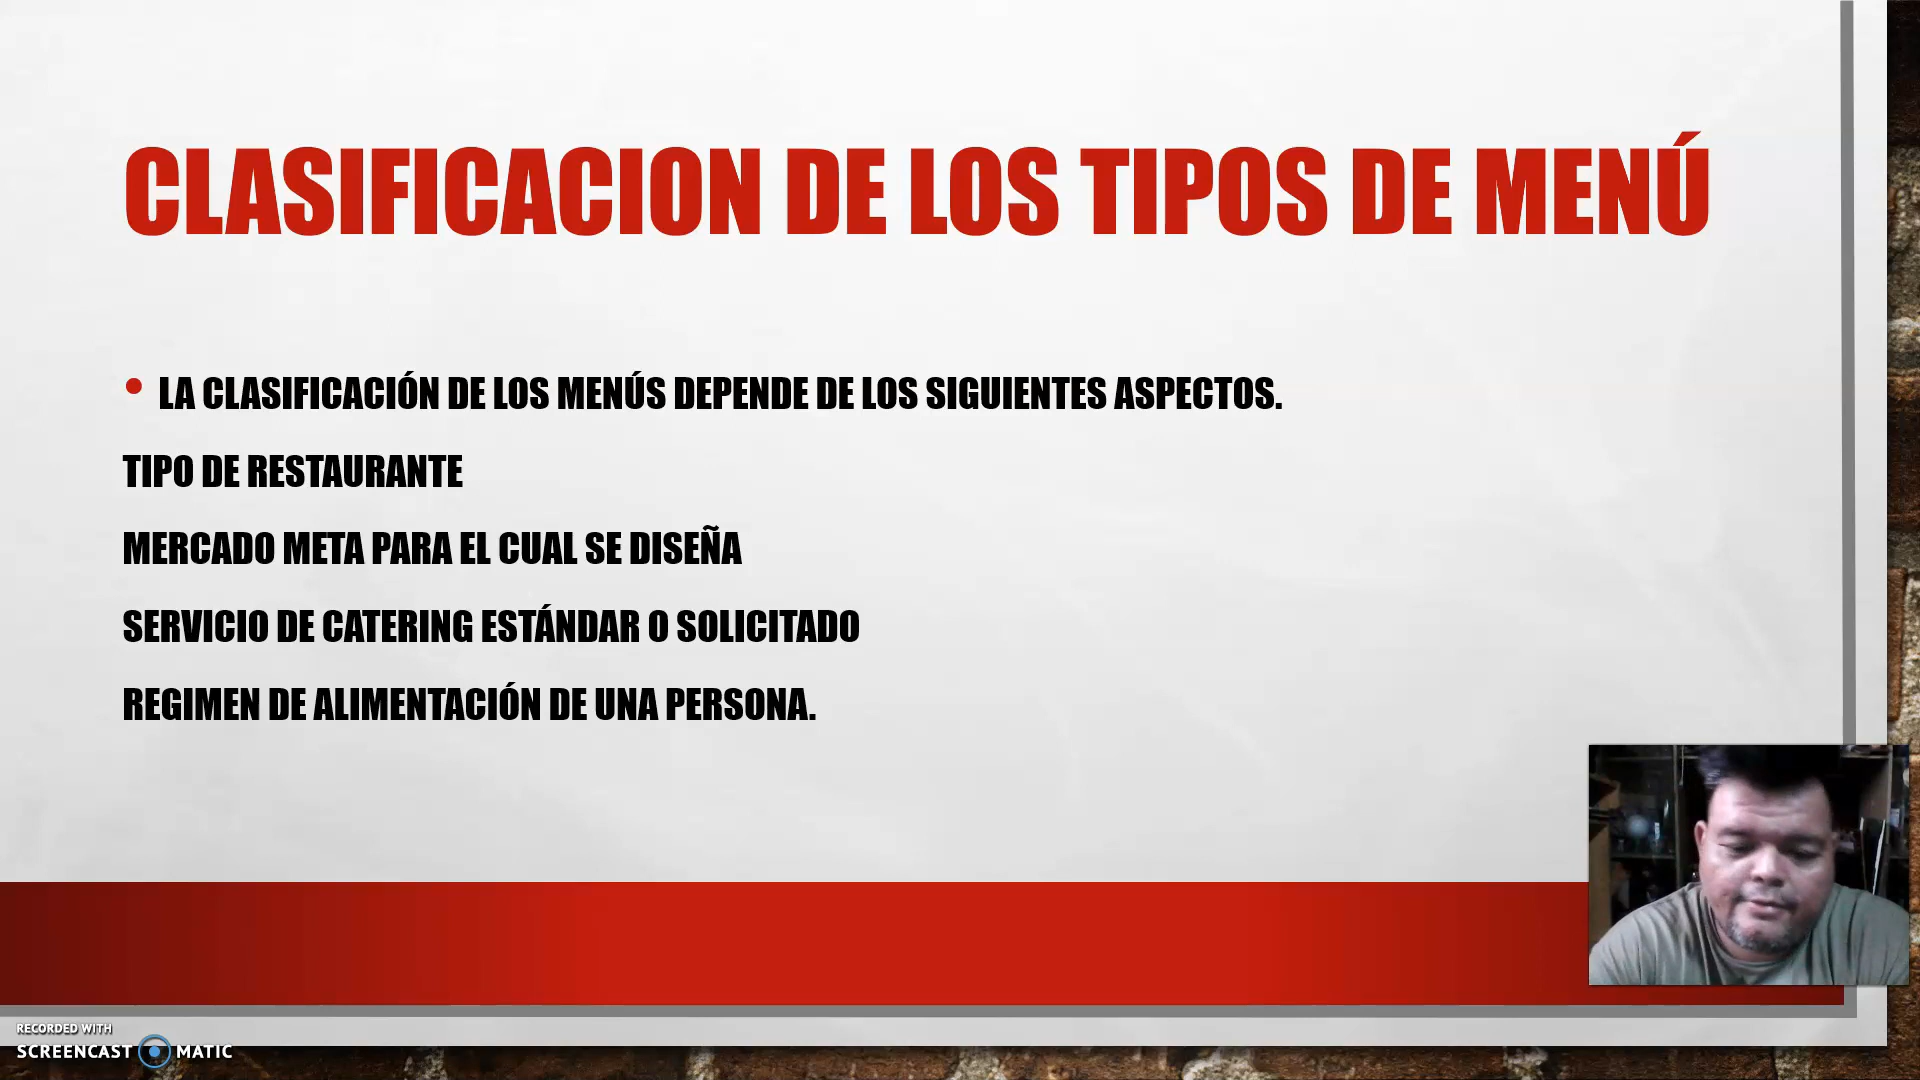 CLASIFICACION DE LOS TIPOS DE MENÚ
• LA CLASIFICACIÓN DE LOS MENÚS DEPENDE DE LOS SIGUIENTES ASPECTOS.
TIPO DE RESTAURANTE
MERCADO META PARA EL CUAL SE DISEÑA
SERVICIO DE CATERING ESTÁNDAR O SOLICITADO
REGIMEN DE ALIMENTACIÓN DE UNA PERSONA.
RECORDED WITH
SCREENCAST MATIC